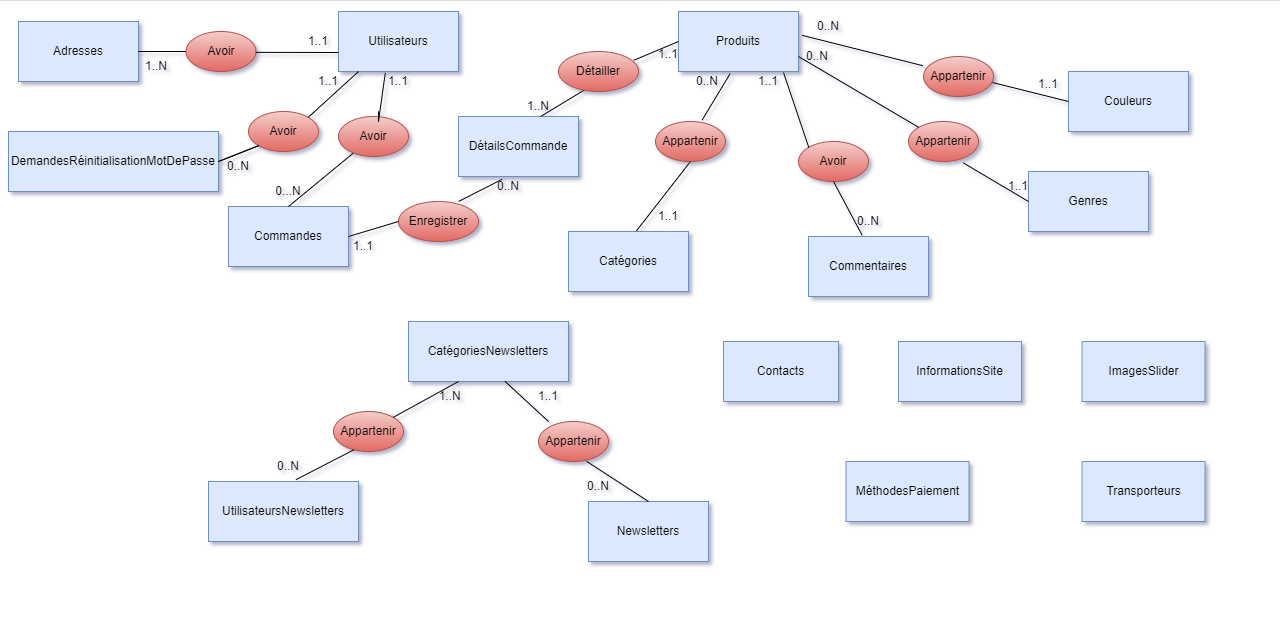 Adresses
1..N
Avoir
1..1
Utilisateurs
1..1
1..1
Avoir
Avoir
DemandesRéinitialisationMotDePasse
0..N
0...N
Commandes
1..1
Enregistrer
0..N
DétailsCommande
1..N
Détailler
1..1
Produits
0..N
0..N
0..N
1..1
Appartenir
1..1
Couleurs
Appartenir
1..1
Genres
Appartenir
1..1
Catégories
Avoir
0..N
Commentaires
CatégoriesNewsletters
1..N
1..1
Appartenir
Appartenir
0..N
0..N
UtilisateursNewsletters
Newsletters
Contacts
InformationsSite
ImagesSlider
MéthodesPaiement
Transporteurs